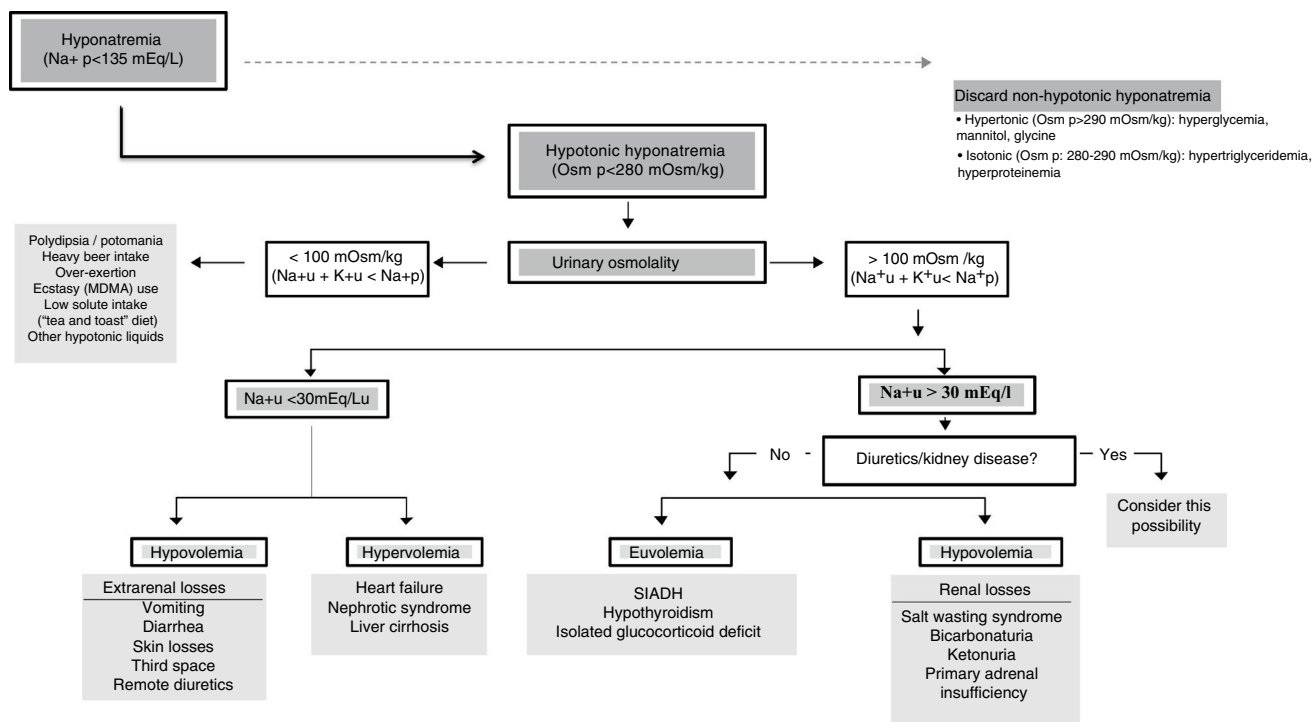 Hyponatremia
(Na+ p<135 mEq/L)
Discard non-hypotonic hyponatremia
• Hypertonic (Osm p>290 mOsm/kg): hyperglycemia,
mannitol, glycine
• Isotonic (Osm p: 280-290 mOsm/kg): hypertriglyceridemia,
hyperproteinemia
Hypotonic hyponatremia
(Osm p<280 mOsm/kg)
Polydipsia / potomania
Heavy beer intake
Over-exertion
Ecstasy (MDMA) use
Low solute intake
(“tea and toast” diet)
Other hypotonic liquids
< 100 mOsm/kg
(Na+u + K+u < Na+p)
Urinary osmolality
> 100 mOsm /kg
(Na+u + K+u< Na+p)
Na+u <30mEq/Lu
Na+u > 30 mEq/l
No
Diuretics/kidney disease?
Yes
Consider this
possibility
Hypovolemia
Extrarenal losses
Vomiting
Diarrhea
Skin losses
Third space
Remote diuretics
Hypervolemia
Heart failure
Nephrotic syndrome
Liver cirrhosis
Euvolemia
SIADH
Hypothyroidism
Isolated glucocorticoid deficit
Hypovolemia
Renal losses
Salt wasting syndrome
Bicarbonaturia
Ketonuria
Primary adrenal
insufficiency